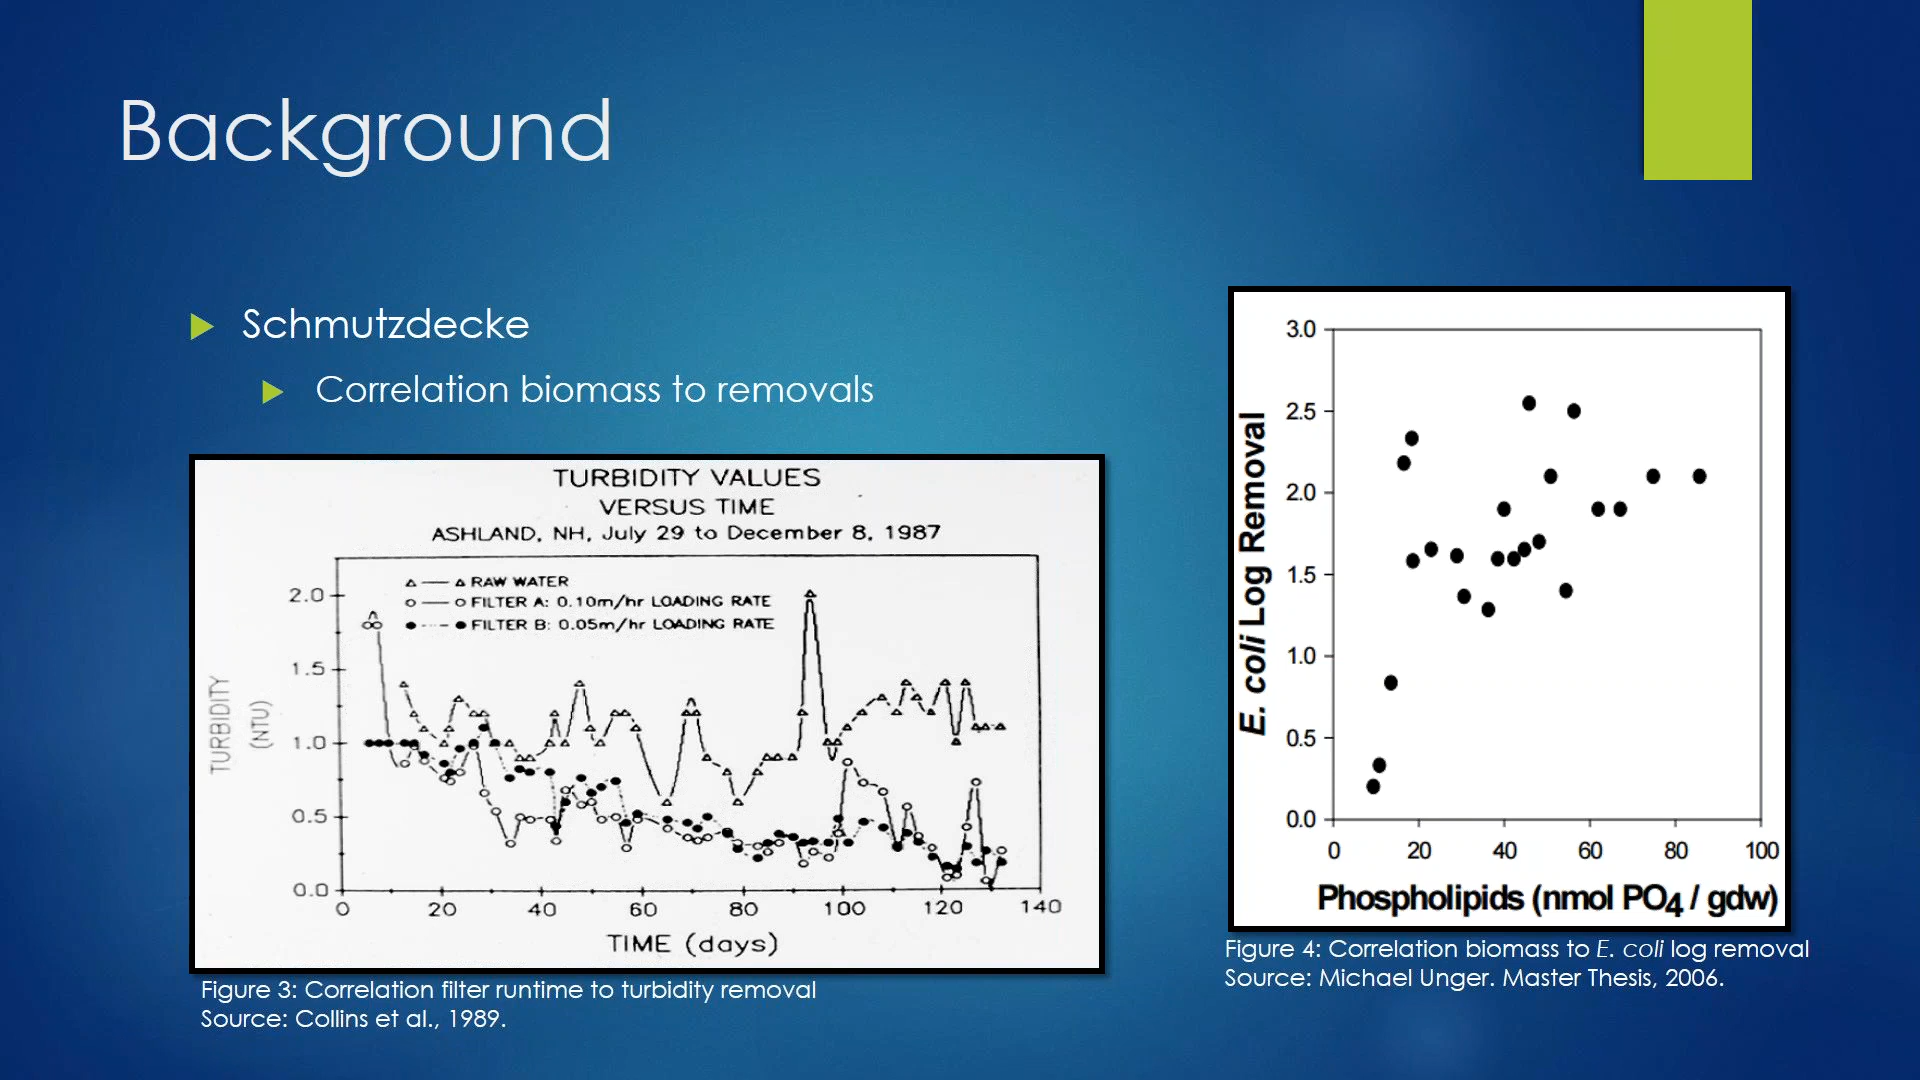 Background
Schmutzdecke
Correlation biomass to removals
TURBIDITY VALUES
VERSUS TIME
ASHLAND, NH, July 29 to December 8, 1987
RAW WATER
FILTER A: 0.10m/hr LOADING RATE
FILTER B: 0.05m/hr LOADING RATE
TURBIDITY
(NTU)
2.0
1.5
1.0
0.5
0.0
0 20 40 60 80 100 120 140
TIME (days)
Figure 3: Correlation filter runtime to turbidity removal
Source: Collins et al., 1989.
E. coli Log Removal
3.0
2.5
2.0
1.5
1.0
0.5
0.0
0 20 40 60 80 100
Phospholipids (nmol PO4 / gdw)
Figure 4: Correlation biomass to E. coli log removal
Source: Michael Unger. Master Thesis, 2006.